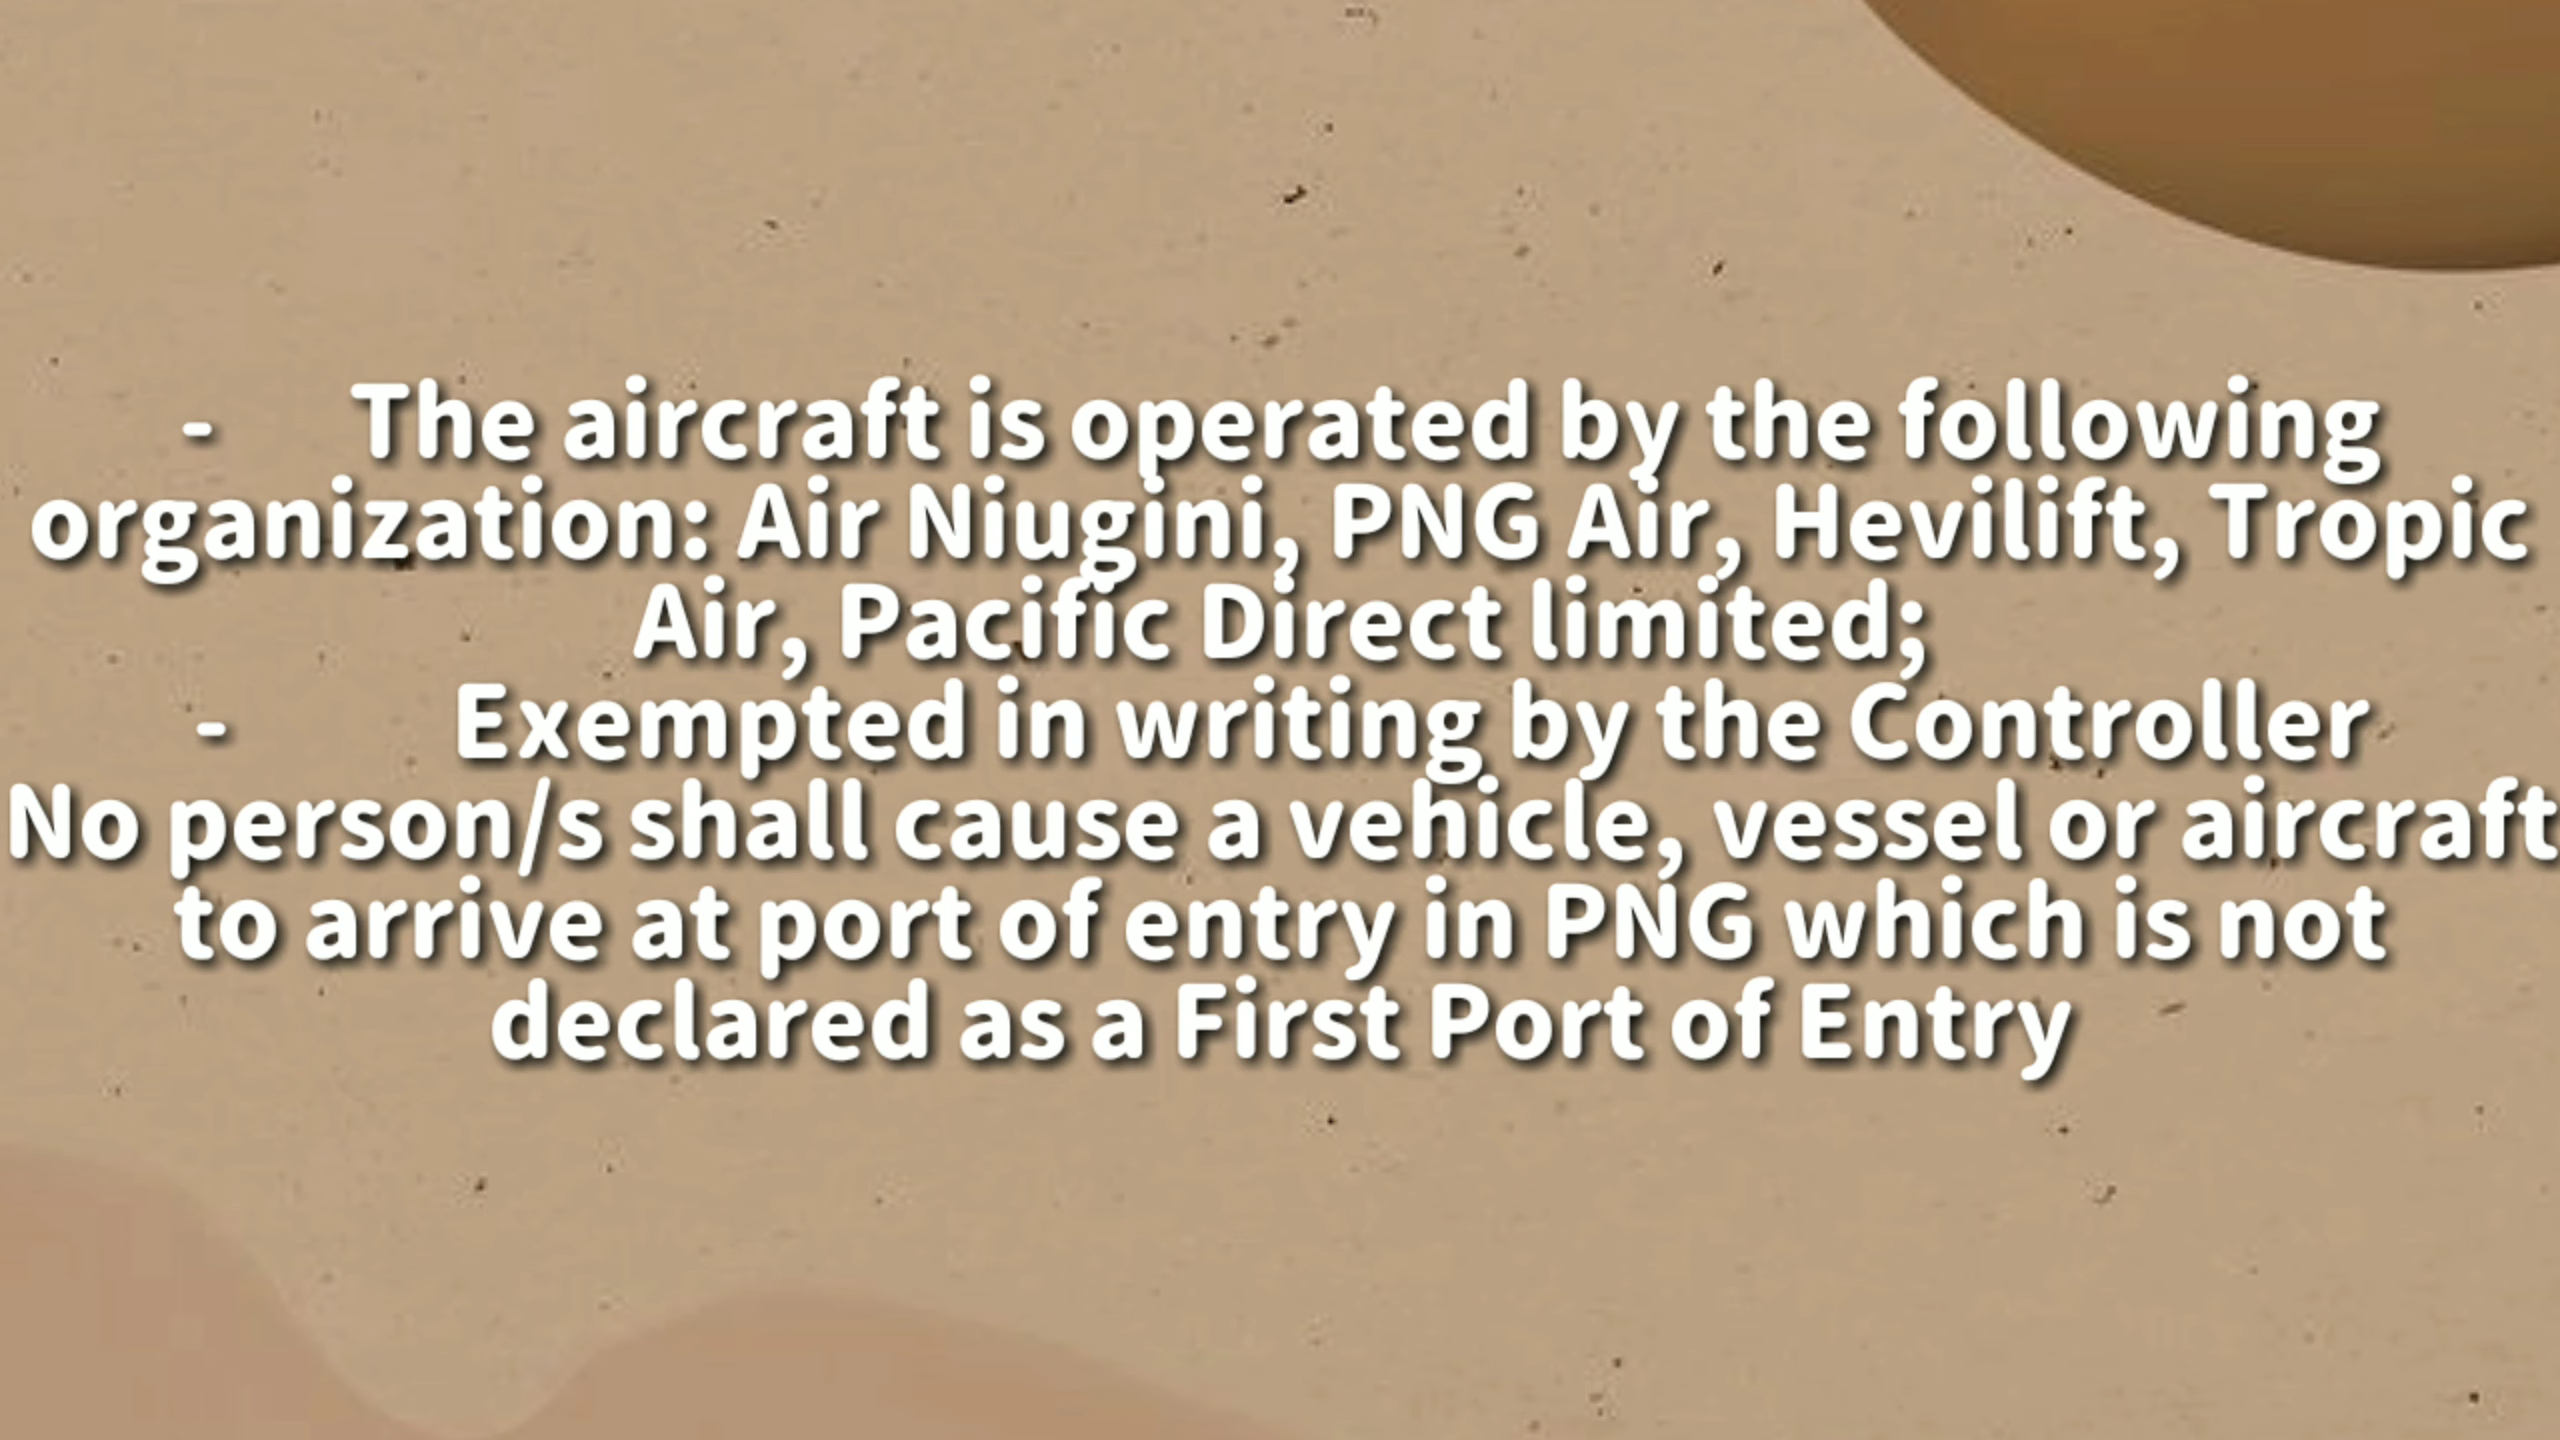 - The aircraft is operated by the following
organization: Air Niugini, PNG Air, Hevilift, Tropic
Air, Pacific Direct limited;
- Exempted in writing by the Controller
No person/s shall cause a vehicle, vessel or aircraft
to arrive at port of entry in PNG which is not
declared as a First Port of Entry